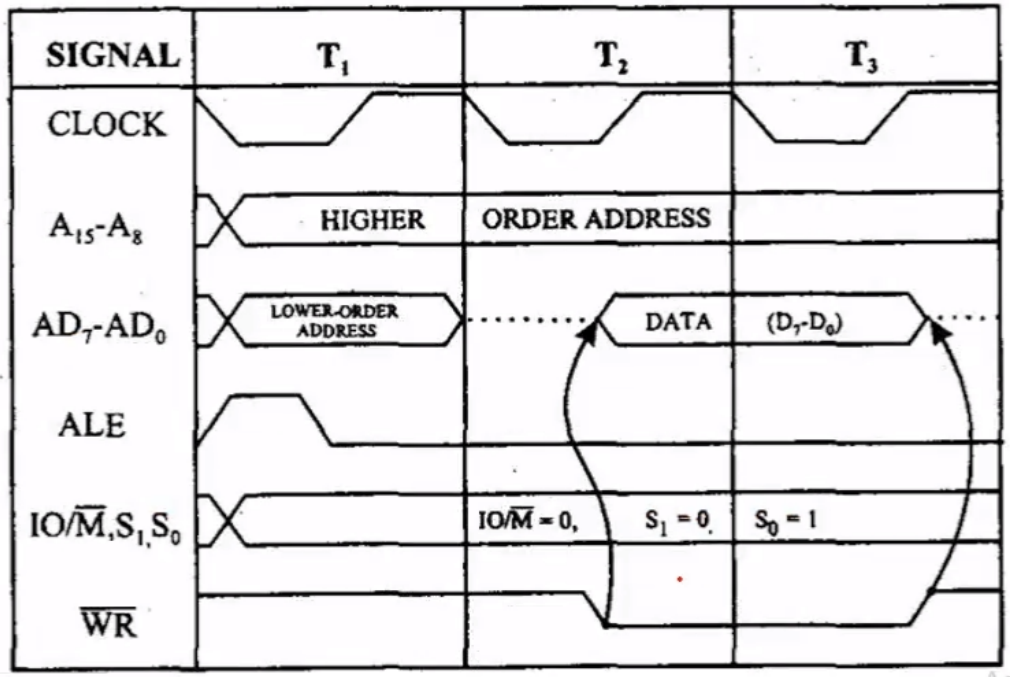 SIGNAL T₁ T₂ T₃
CLOCK
A₁₅-A₈ HIGHER ORDER ADDRESS
AD₇-AD₀ LOWER-ORDER ADDRESS DATA (D₇-D₀)
ALE
IO/M̅,S₁,S₀ IO/M̅ = 0, S₁ = 0, S₀ = 1
W̅R̅